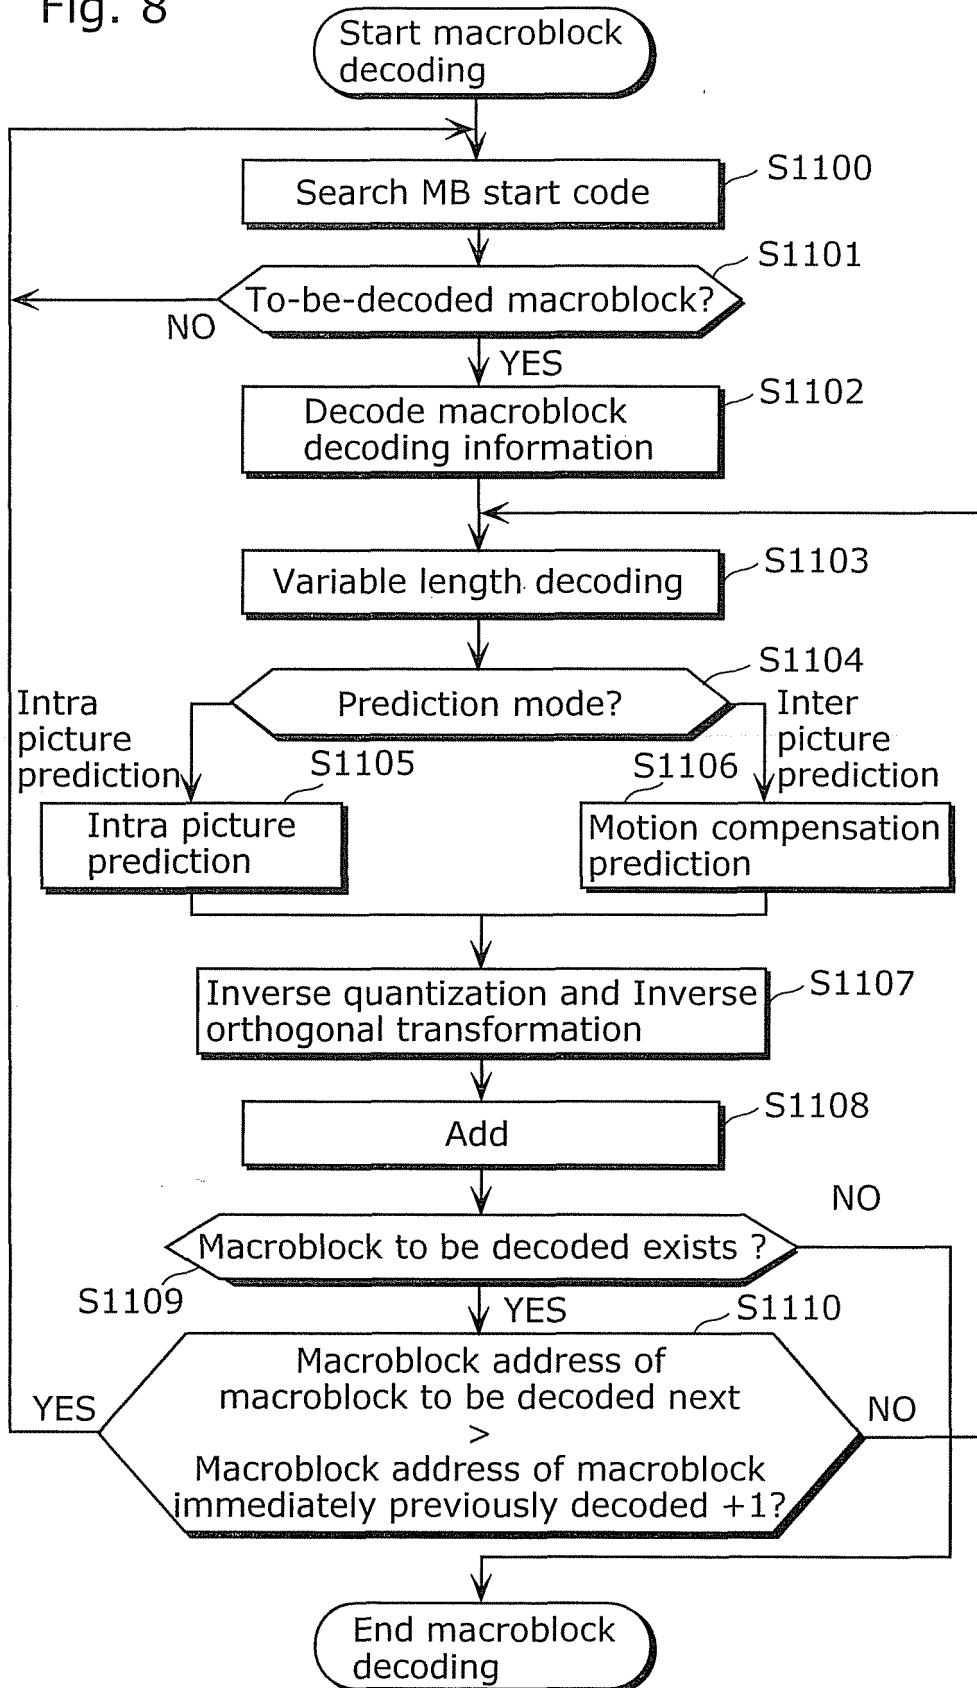 Fig. 8
Start macroblock
decoding
Search MB start code
S1100
S1101
To-be-decoded macroblock?
NO
YES
S1102
Decode macroblock
decoding information
Variable length decoding
S1103
S1104
Prediction mode?
Intra
picture
prediction
Inter
picture
prediction
S1105
S1106
Intra picture
prediction
Motion compensation
prediction
Inverse quantization and Inverse
orthogonal transformation
S1107
Add
S1108
NO
Macroblock to be decoded exists ?
S1109
YES
S1110
Macroblock address of
macroblock to be decoded next
>
Macroblock address of macroblock
immediately previously decoded +1?
YES
NO
End macroblock
decoding